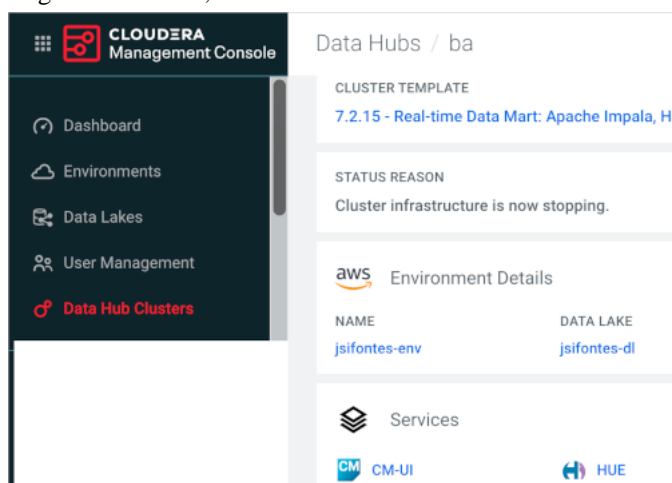 CLOUDERA
Management Console
Dashboard
Environments
Data Lakes
User Management
Data Hub Clusters
Data Hubs / ba
CLUSTER TEMPLATE
7.2.15 - Real-time Data Mart: Apache Impala, H
STATUS REASON
Cluster infrastructure is now stopping.
aws Environment Details
NAME DATA LAKE
jsifontes-env jsifontes-dl
Services
CM CM-UI HUE